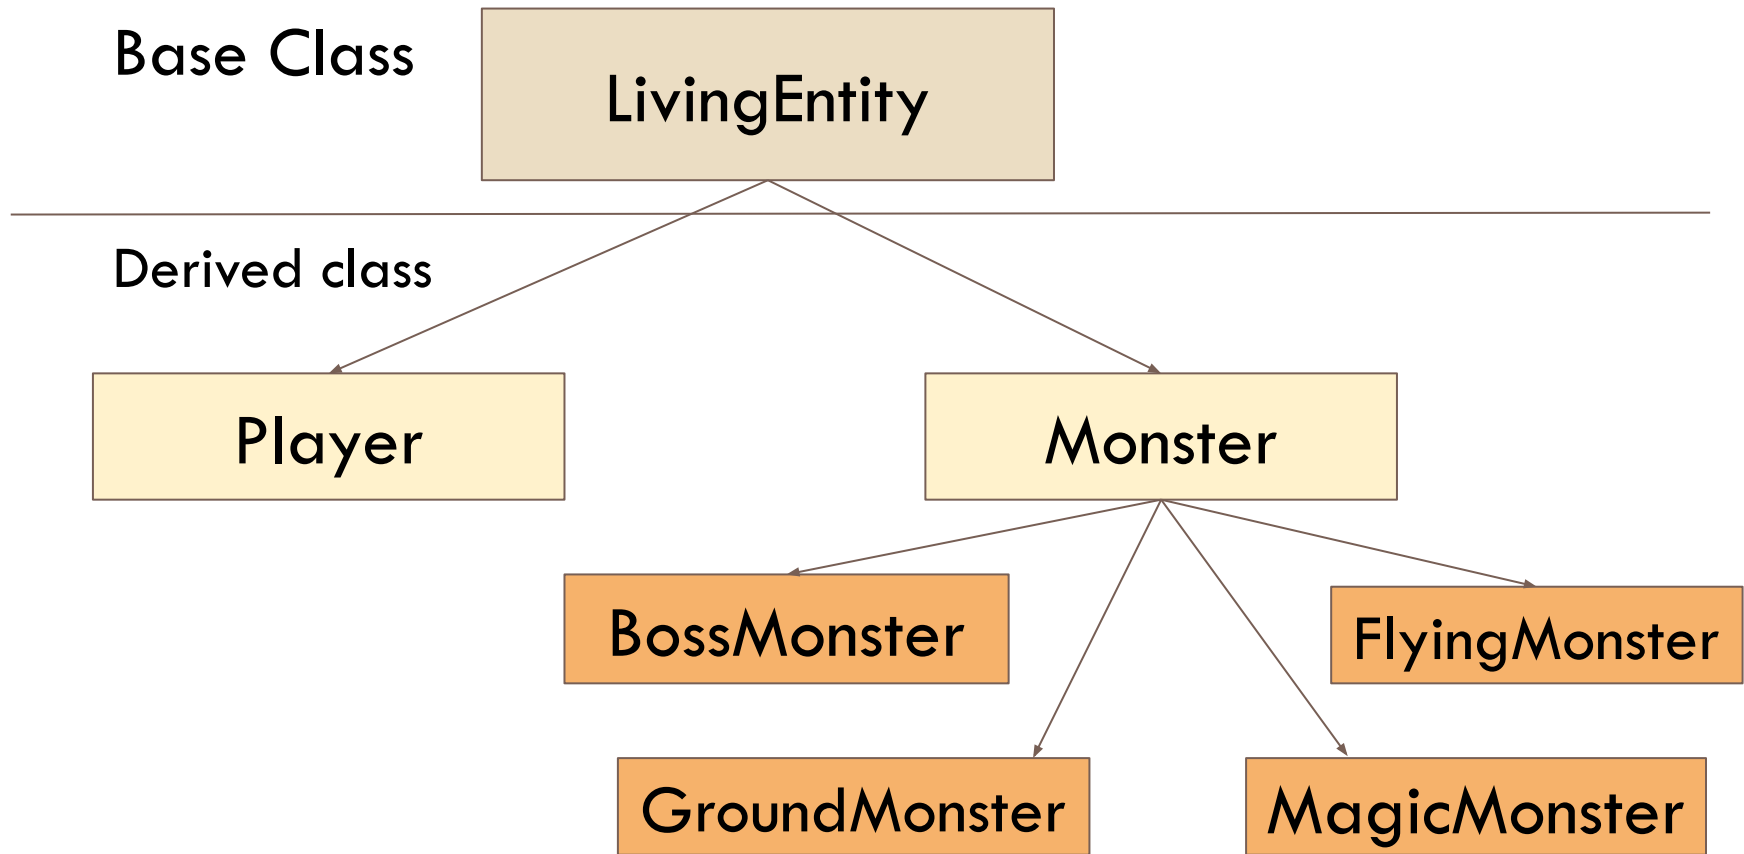 Base Class
LivingEntity
Derived class
Player
Monster
BossMonster
FlyingMonster
GroundMonster
MagicMonster